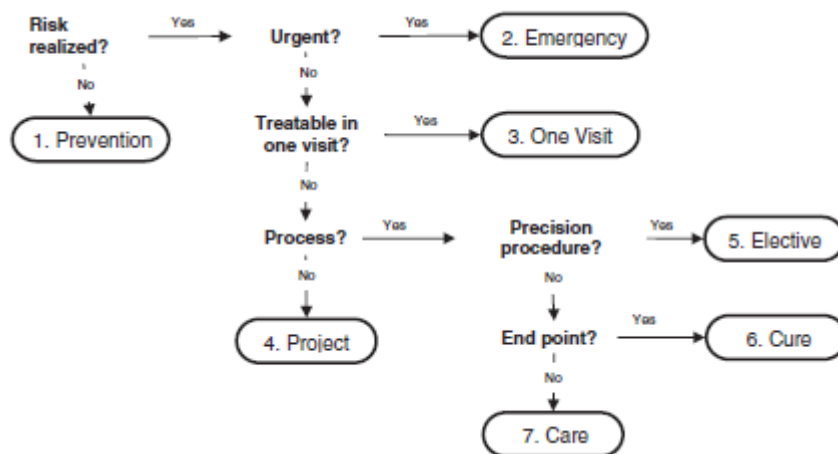 Risk
realized?
Yes
Urgent?
Yes
2. Emergency
No
No
1. Prevention
Treatable in
one visit?
Yes
3. One Visit
No
Process?
Yes
Precision
procedure?
Yes
5. Elective
No
No
4. Project
End point?
Yes
6. Cure
No
7. Care